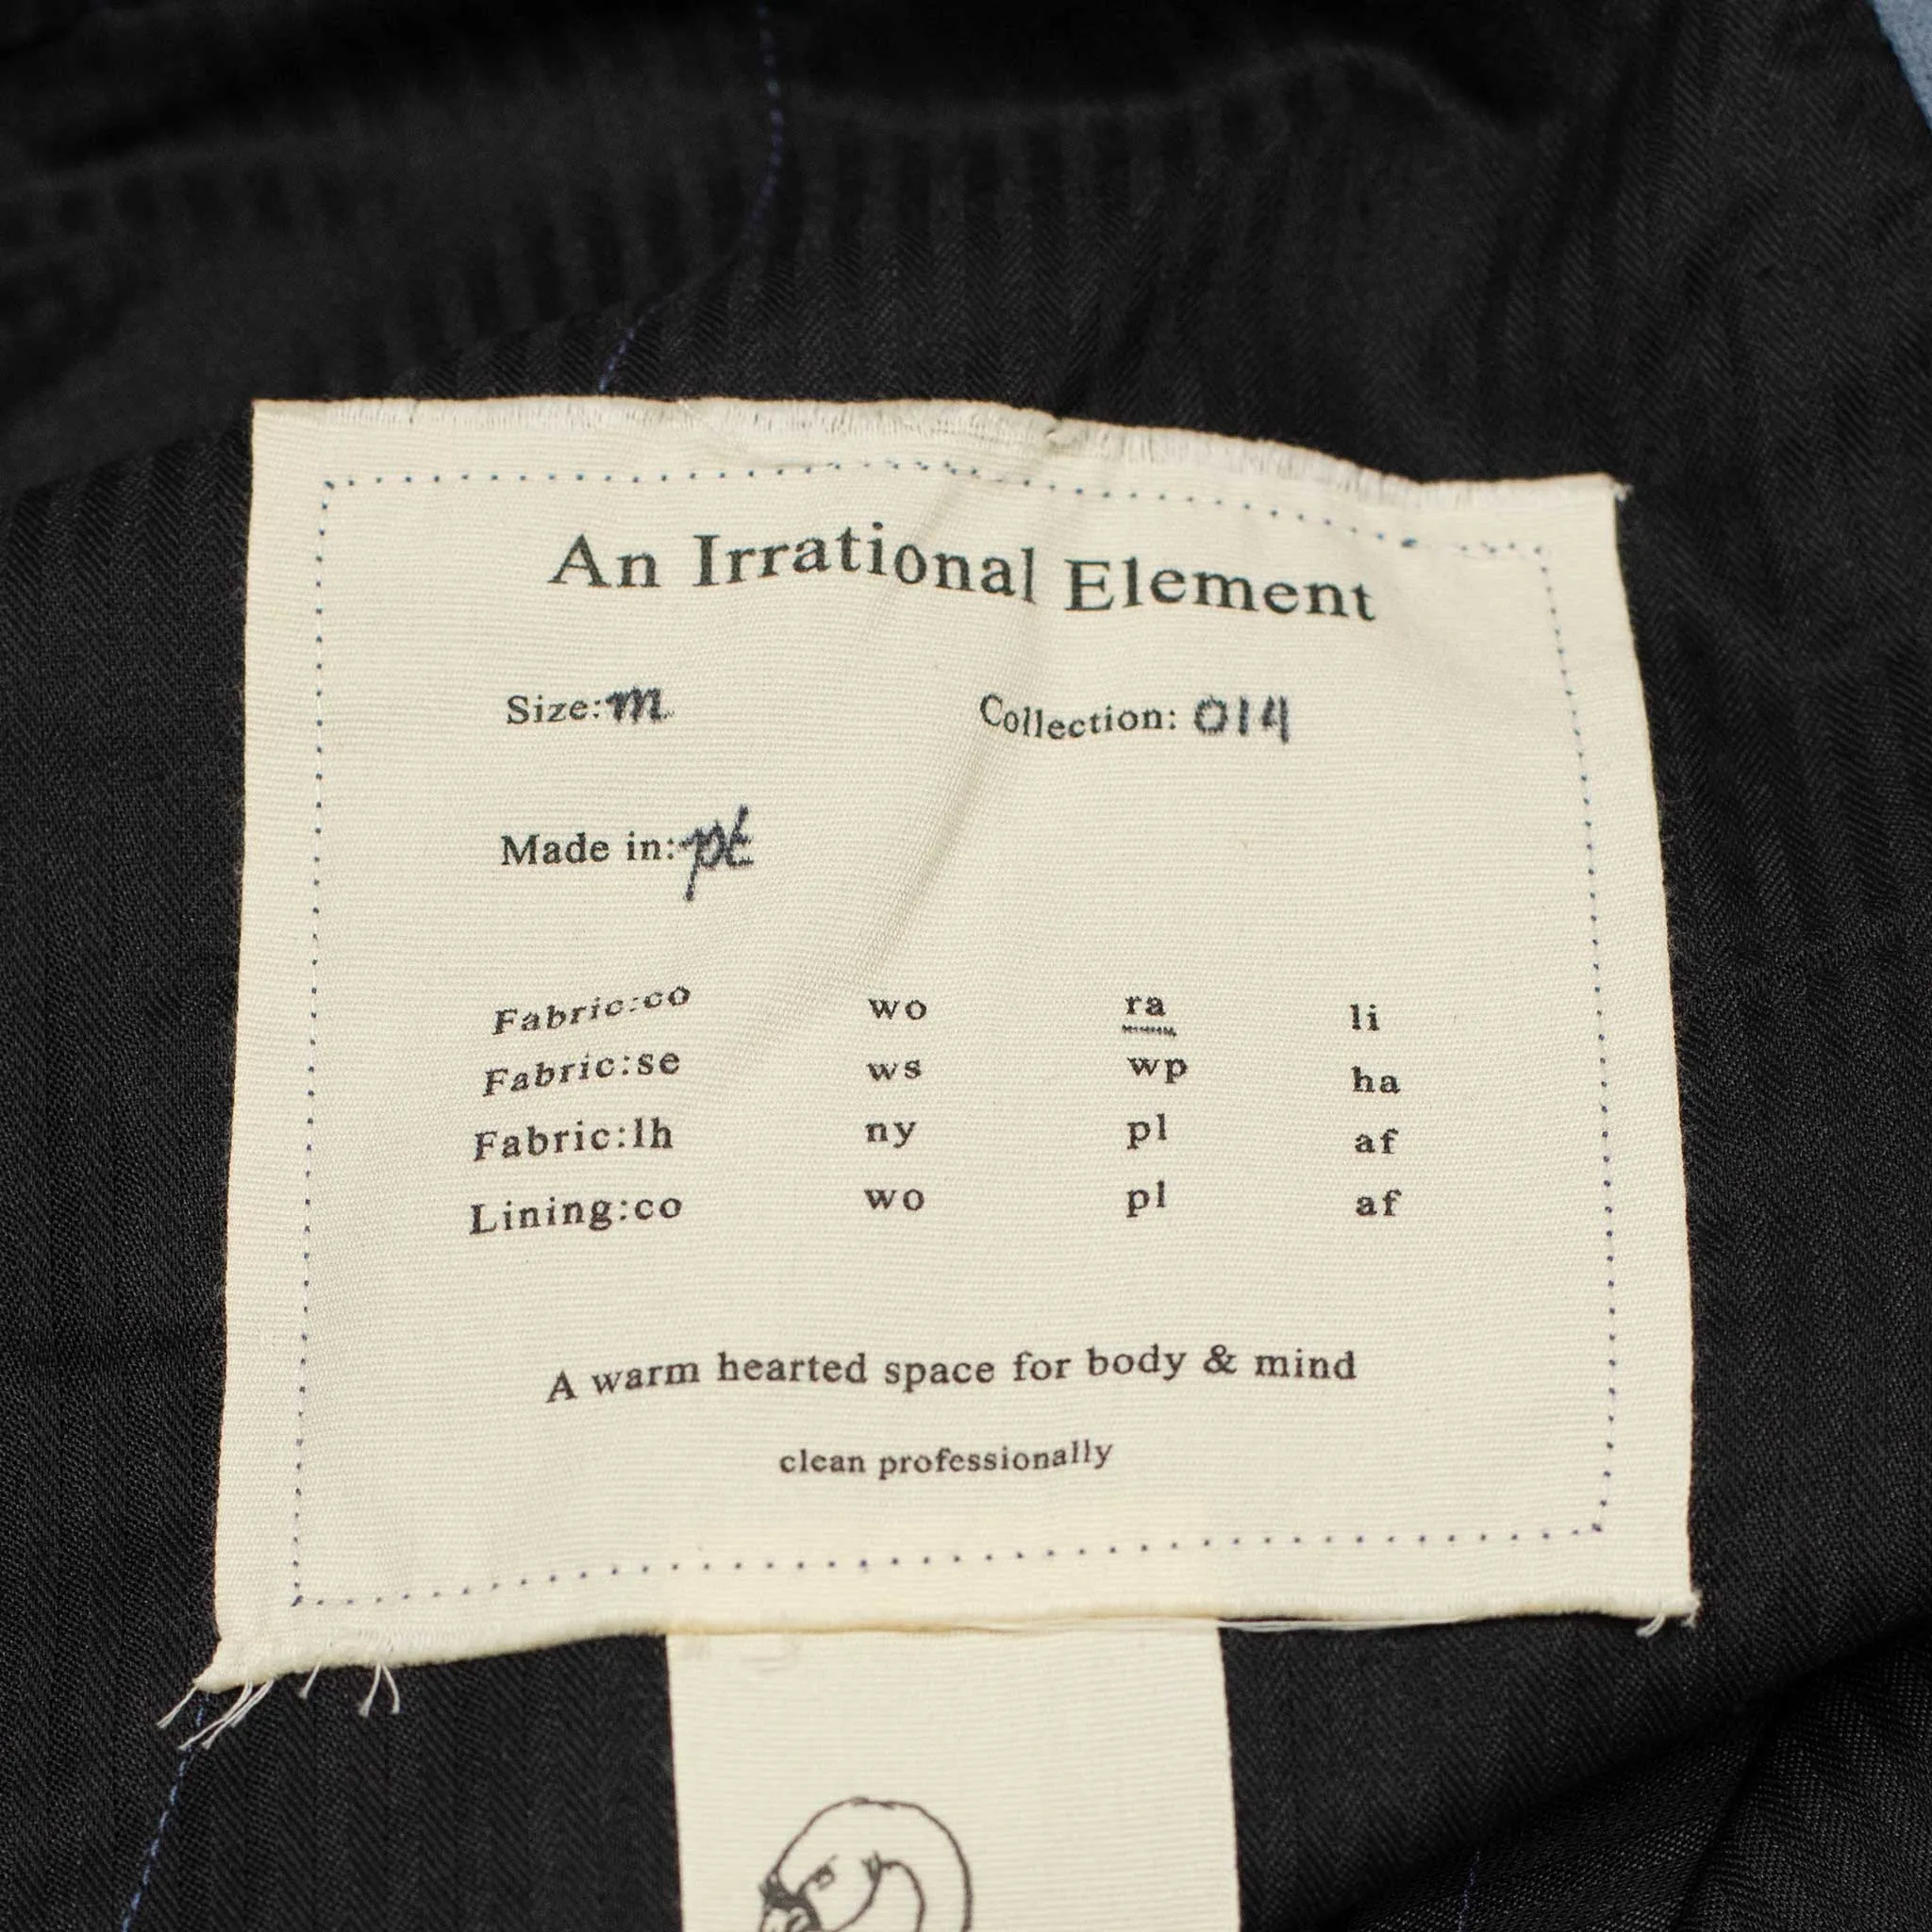 An Irrational Element
Size:m Collection: 014
Made in:pt
Fabric:co wo ra li
Fabric:se ws wp ha
Fabric:lh ny pl af
Lining:co wo pl af
A warm hearted space for body & mind
clean professionally